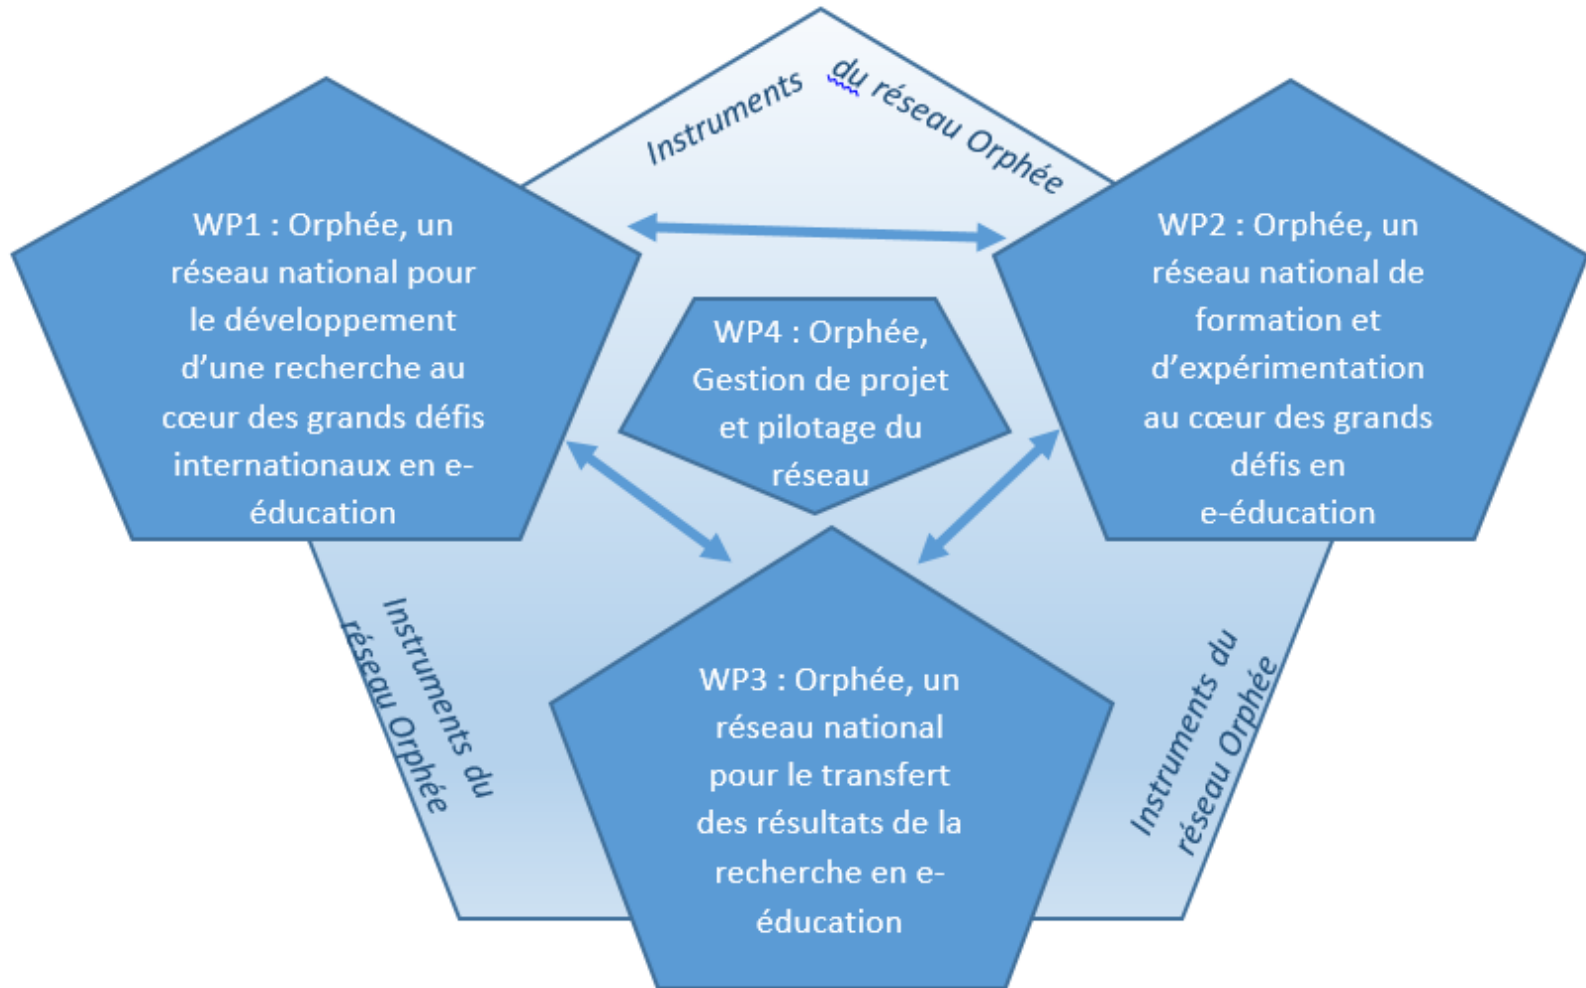 Instruments du réseau Orphée
WP1 : Orphée, un
réseau national pour
le développement
d’une recherche au
cœur des grands défis
internaux en e-
éducation
WP2 : Orphée, un
réseau national de
formation et
d’expérimentation
au cœur des grands
défis en
e-éducation
WP4 : Orphée,
Gestion de projet
et pilotage du
réseau
Instruments du
réseau Orphée
WP3 : Orphée, un
réseau national
pour le transfert
des résultats de la
recherche en e-
éducation
Instruments du
réseau Orphée